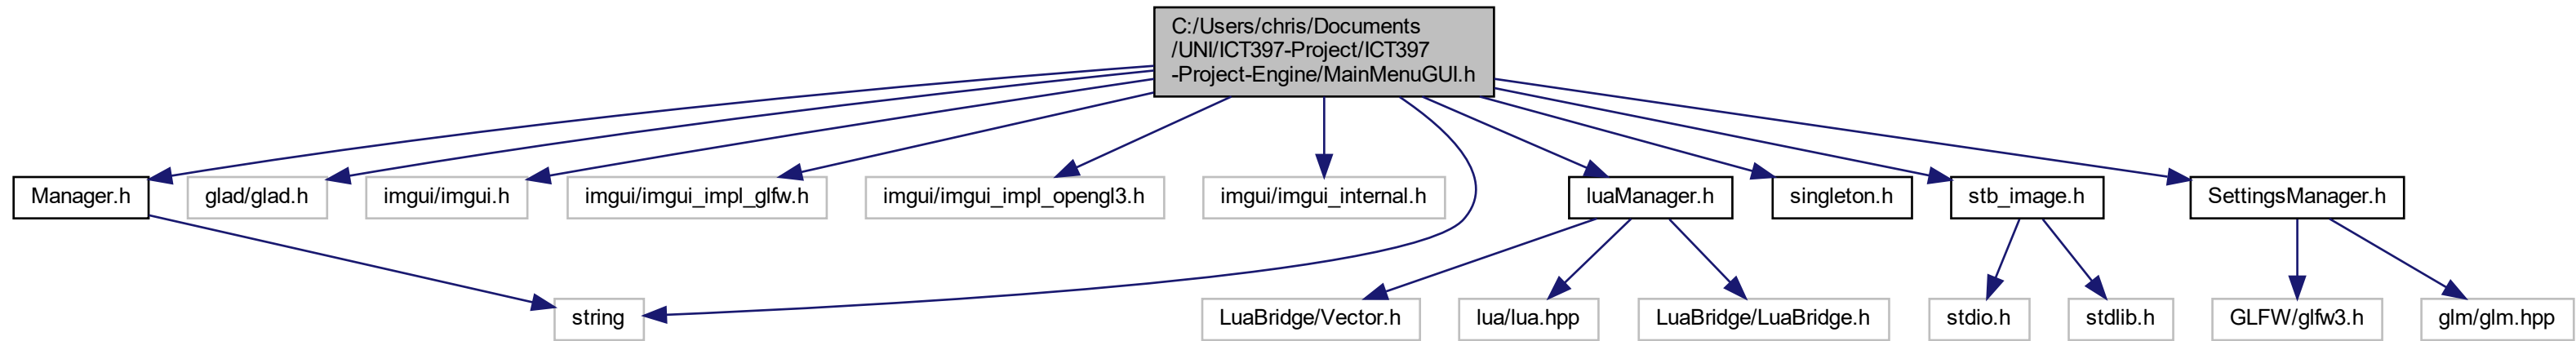 C:/Users/chris/Documents
/UNI/ICT397-Project/ICT397
-Project-Engine/MainMenuGUI.h
Manager.h
glad/glad.h
imgui/imgui.h
imgui/imgui_impl_glfw.h
imgui/imgui_impl_opengl3.h
imgui/imgui_internal.h
luaManager.h
singleton.h
stb_image.h
SettingsManager.h
string
LuaBridge/Vector.h
lua/lua.hpp
LuaBridge/LuaBridge.h
stdio.h
stdlib.h
GLFW/glfw3.h
glm/glm.hpp